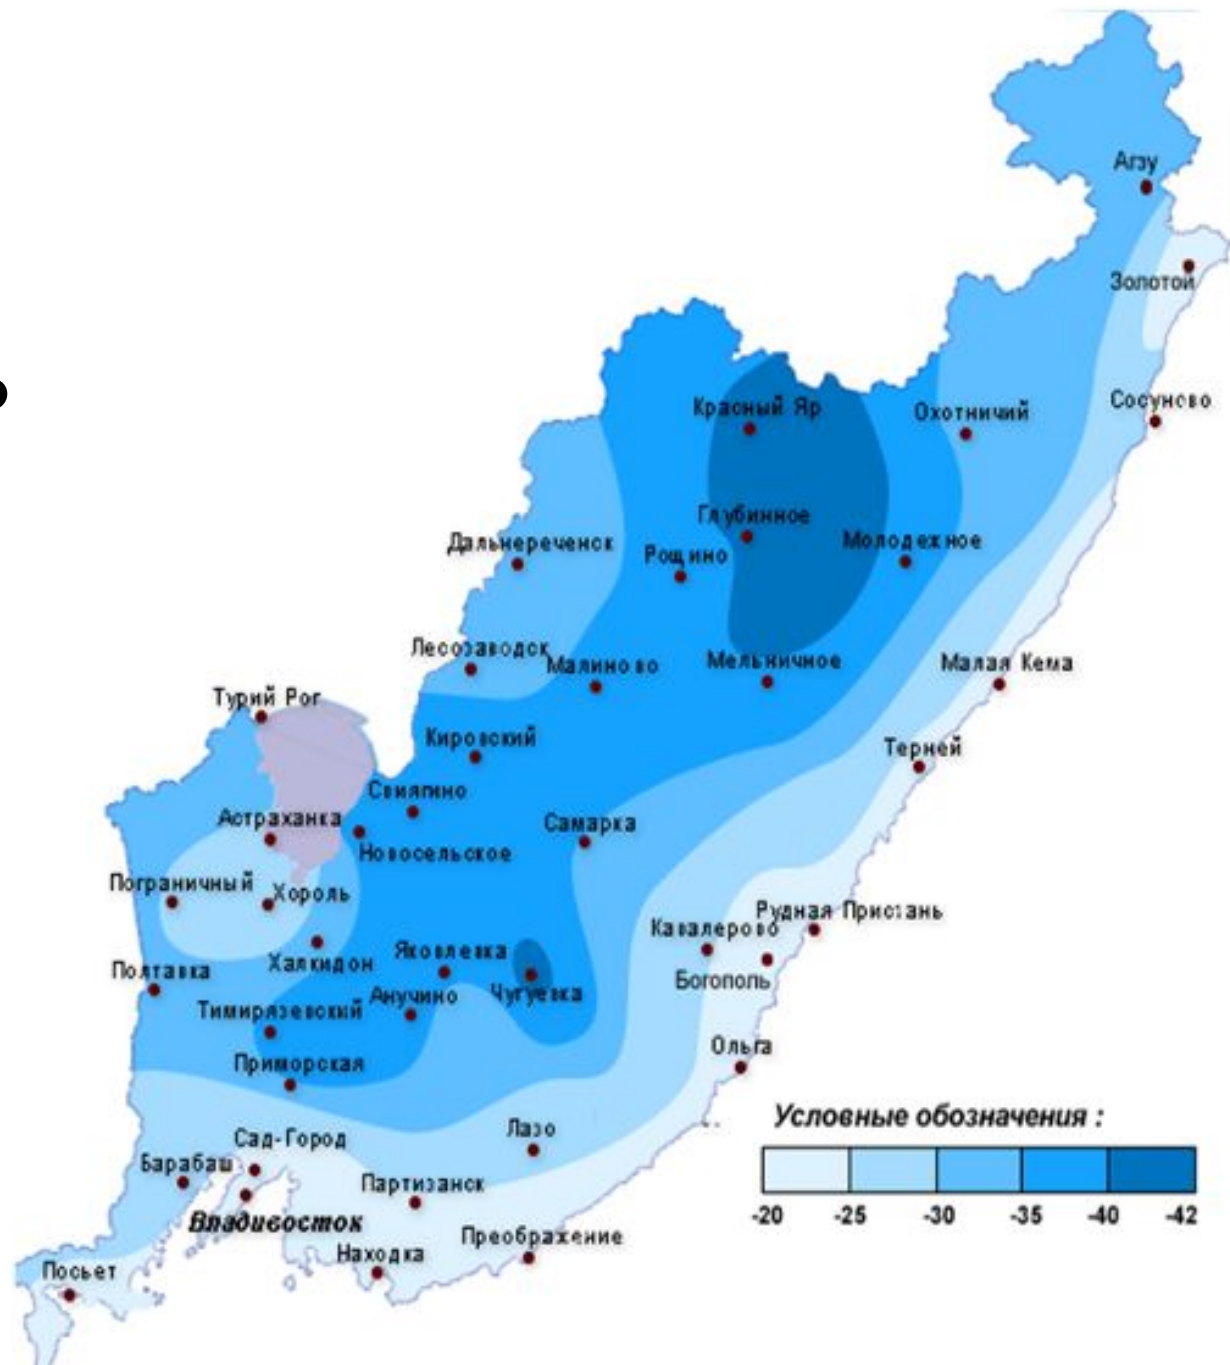 Агзу
Золотой
Красный Яр
Охотничий
Сосуново
Глубинное
Дальнереченск
Рощино
Молодежное
Лесозаводск
Малиново
Мельничное
Малая Кема
Турий Рог
Кировский
Терней
Свиягино
Астраханка
Самарка
Новосельское
Пограничный
Хороль
Рудная Пристань
Кавалерово
Яковлевка
Халкидон
Полтавка
Богополь
Чугуевка
Анучино
Тимирязевский
Ольга
Приморская
Условные обозначения :
Лазо
Сад-Город
Барабаш
Партизанск
-20 -25 -30 -35 -40 -42
Владивосток
Преображение
Находка
Посьет